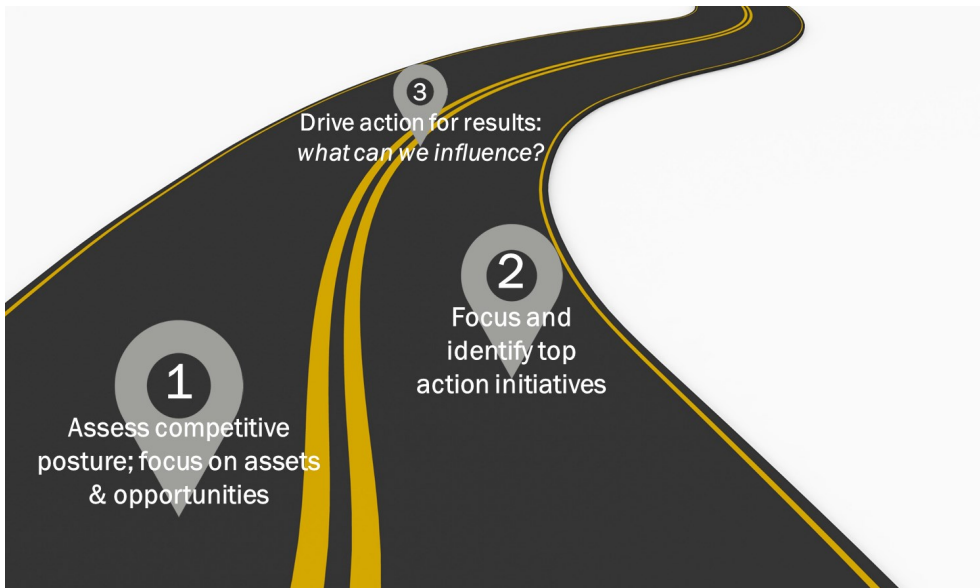 1
Assess competitive
posture; focus on assets
& opportunities
2
Focus and
identify top
action initiatives
3
Drive action for results:
what can we influence?